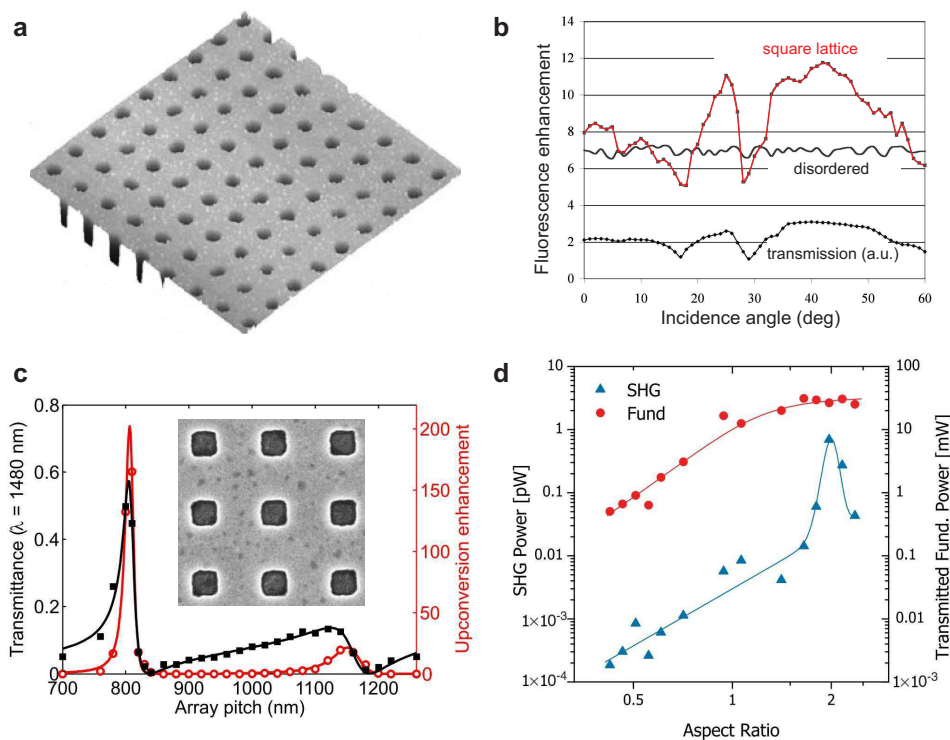 a
b
14
12
10
8
6
4
2
0
Fluorescence enhancement
square lattice
disordered
transmission (a.u.)
0 10 20 30 40 50 60
Incidence angle (deg)
c
0.8
0.6
0.4
0.2
0
Transmittance (λ = 1480 nm)
200
150
100
50
0
Upconversion enhancement
700 800 900 1000 1100 1200
Array pitch (nm)
d
10
1
0.1
0.01
1×10⁻³
1×10⁻⁴
SHG Power [pW]
SHG
Fund
100
10
1
0.1
0.01
1×10⁻³
Transmitted Fund. Power [mW]
0.5 1 2
Aspect Ratio